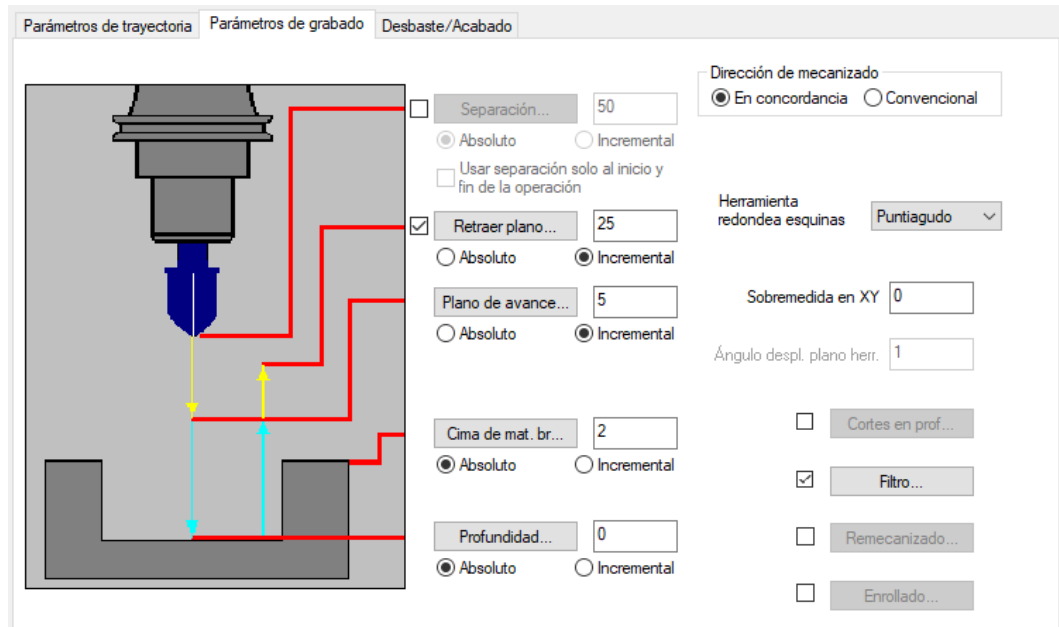 Parámetros de trayectoria
Parámetros de grabado
Desbaste/Acabado
Separación...
50
Absoluto
Incremental
Usar separación solo al inicio y
fin de la operación
Retraer plano...
25
Absoluto
Incremental
Plano de avance...
5
Absoluto
Incremental
Cima de mat. br...
2
Absoluto
Incremental
Profundidad...
0
Absoluto
Incremental
Dirección de mecanizado
En concordancia
Convencional
Herramienta
redondea esquinas
Puntiagudo
Sobremedida en XY
0
Ángulo despl. plano herr.
1
Cortes en prof...
Filtro...
Remecanizado...
Enrollado...